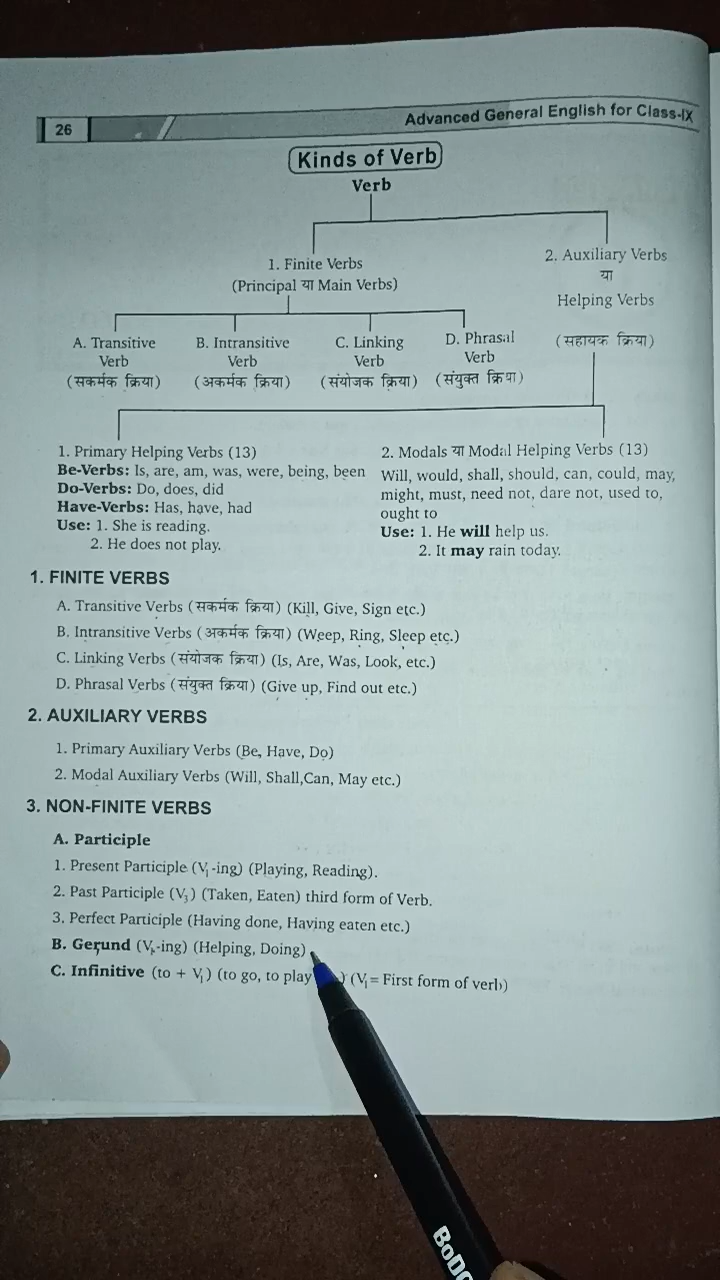 26
Advanced General English for Class-IX
Kinds of Verb
Verb
1. Finite Verbs
(Principal या Main Verbs)
2. Auxiliary Verbs
या
Helping Verbs
(सहायक क्रिया)
A. Transitive
Verb
(सकर्मक क्रिया)
B. Intransitive
Verb
(अकर्मक क्रिया)
C. Linking
Verb
(संयोजक क्रिया)
D. Phrasal
Verb
(संयुक्त क्रिया)
1. Primary Helping Verbs (13)
Be-Verbs: Is, are, am, was, were, being, been
Do-Verbs: Do, does, did
Have-Verbs: Has, have, had
Use: 1. She is reading.
2. He does not play.
2. Modals या Modal Helping Verbs (13)
Will, would, shall, should, can, could, may,
might, must, need not, dare not, used to,
ought to
Use: 1. He will help us.
2. It may rain today.
1. FINITE VERBS
A. Transitive Verbs (सकर्मक क्रिया) (Kill, Give, Sign etc.)
B. Intransitive Verbs (अकर्मक क्रिया) (Weep, Ring, Sleep etc.)
C. Linking Verbs (संयोजक क्रिया) (Is, Are, Was, Look, etc.)
D. Phrasal Verbs (संयुक्त क्रिया) (Give up, Find out etc.)
2. AUXILIARY VERBS
1. Primary Auxiliary Verbs (Be, Have, Do)
2. Modal Auxiliary Verbs (Will, Shall,Can, May etc.)
3. NON-FINITE VERBS
A. Participle
1. Present Participle (V₁-ing) (Playing, Reading).
2. Past Participle (V₃) (Taken, Eaten) third form of Verb.
3. Perfect Participle (Having done, Having eaten etc.)
B. Gerund (V₁-ing) (Helping, Doing)
C. Infinitive (to + V₁) (to go, to play ) (V₁ = First form of verb)